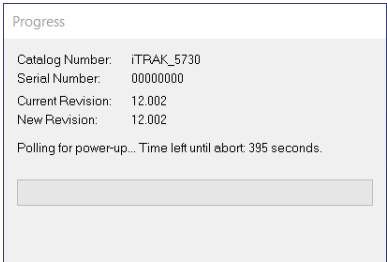 Progress
Catalog Number: iTRAK_5730
Serial Number: 00000000
Current Revision: 12.002
New Revision: 12.002
Polling for power-up... Time left until abort: 395 seconds.